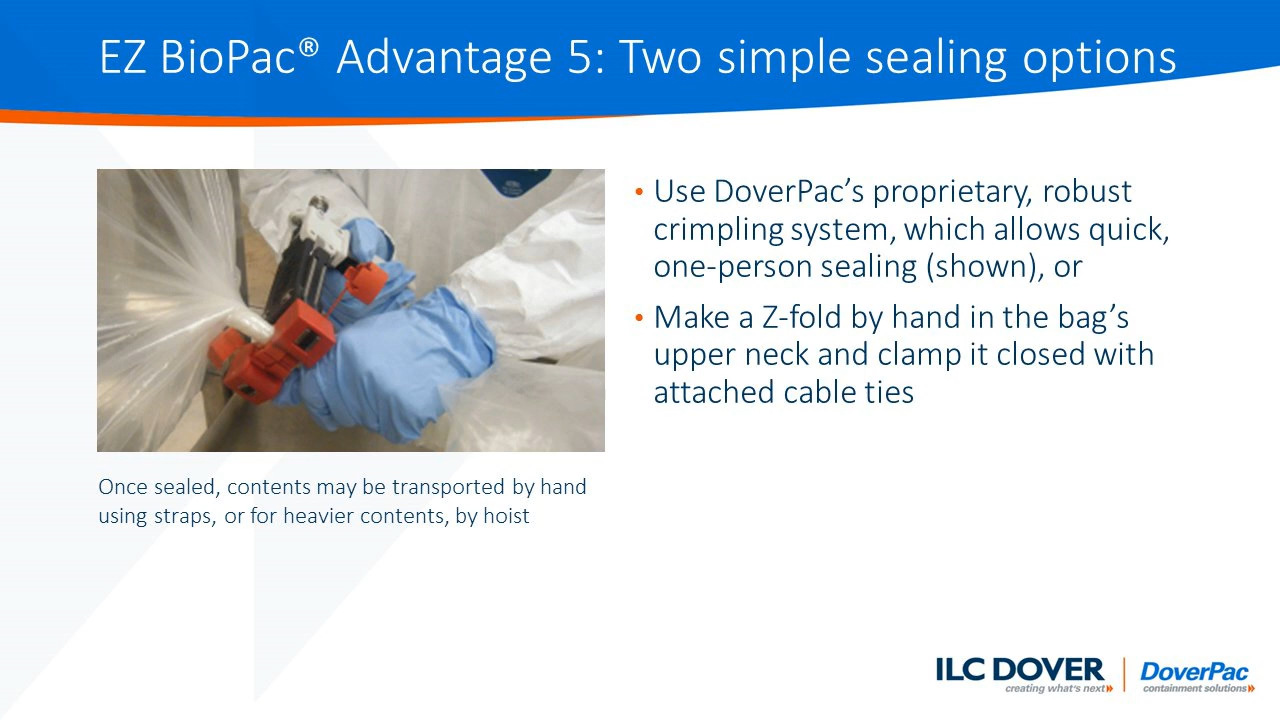 EZ BioPac® Advantage 5: Two simple sealing options
• Use DoverPac’s proprietary, robust
crimpling system, which allows quick,
one-person sealing (shown), or
• Make a Z-fold by hand in the bag’s
upper neck and clamp it closed with
attached cable ties
Once sealed, contents may be transported by hand
using straps, or for heavier contents, by hoist
ILC DOVER
creating what's next
DoverPac
containment solutions